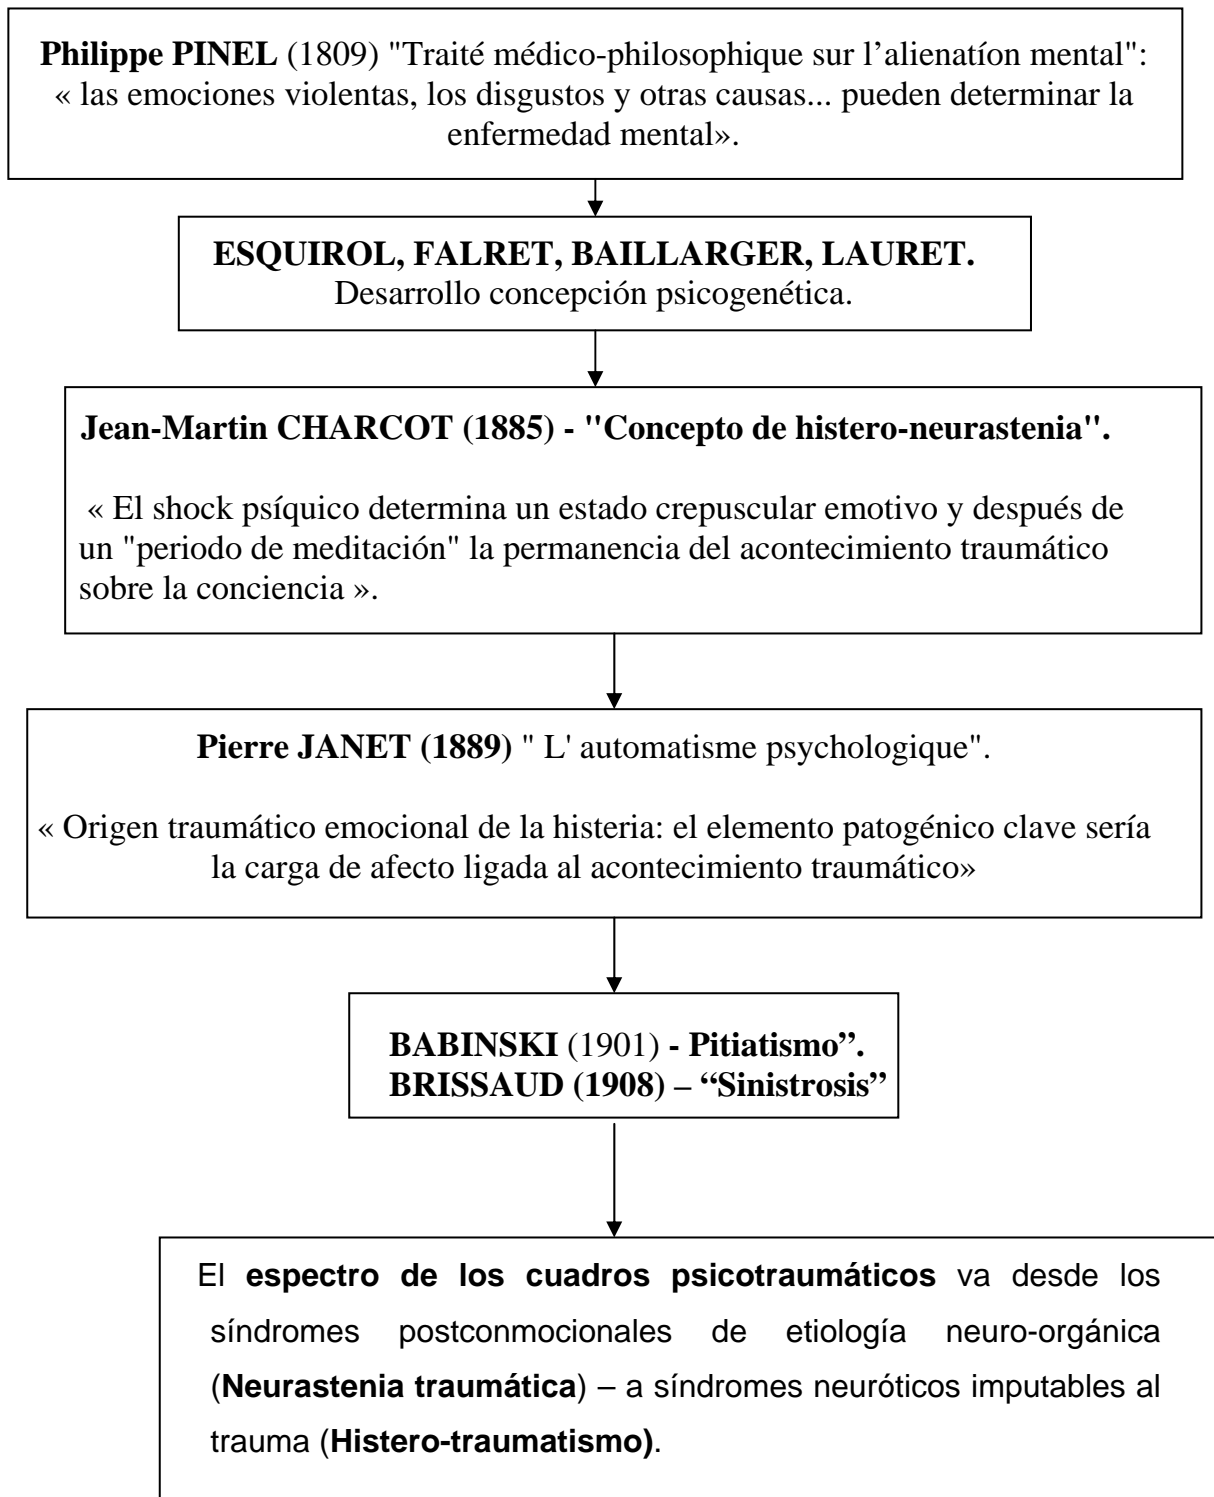 Philippe PINEL (1809) "Traité médico-philosophique sur l’alienatíon mental":
« las emociones violentas, los disgustos y otras causas... pueden determinar la
enfermedad mental».
ESQUIROL, FALRET, BAILLARGER, LAURET.
Desarrollo concepción psicogenética.
Jean-Martin CHARCOT (1885) - "Concepto de histero-neurastenia".
« El shock psíquico determina un estado crepuscular emotivo y después de
un "periodo de meditación" la permanencia del acontecimiento traumático
sobre la conciencia ».
Pierre JANET (1889) " L' automatisme psychologique".
« Origen traumático emocional de la histeria: el elemento patogénico clave sería
la carga de afecto ligada al acontecimiento traumático»
BABINSKI (1901) - Pitiatismo”.
BRISSAUD (1908) – “Sinistrosis”
El espectro de los cuadros psicotraumáticos va desde los
síndromes postconmocionales de etiología neuro-orgánica
(Neurastenia traumática) – a síndromes neuróticos imputables al
trauma (Histero-traumatismo).